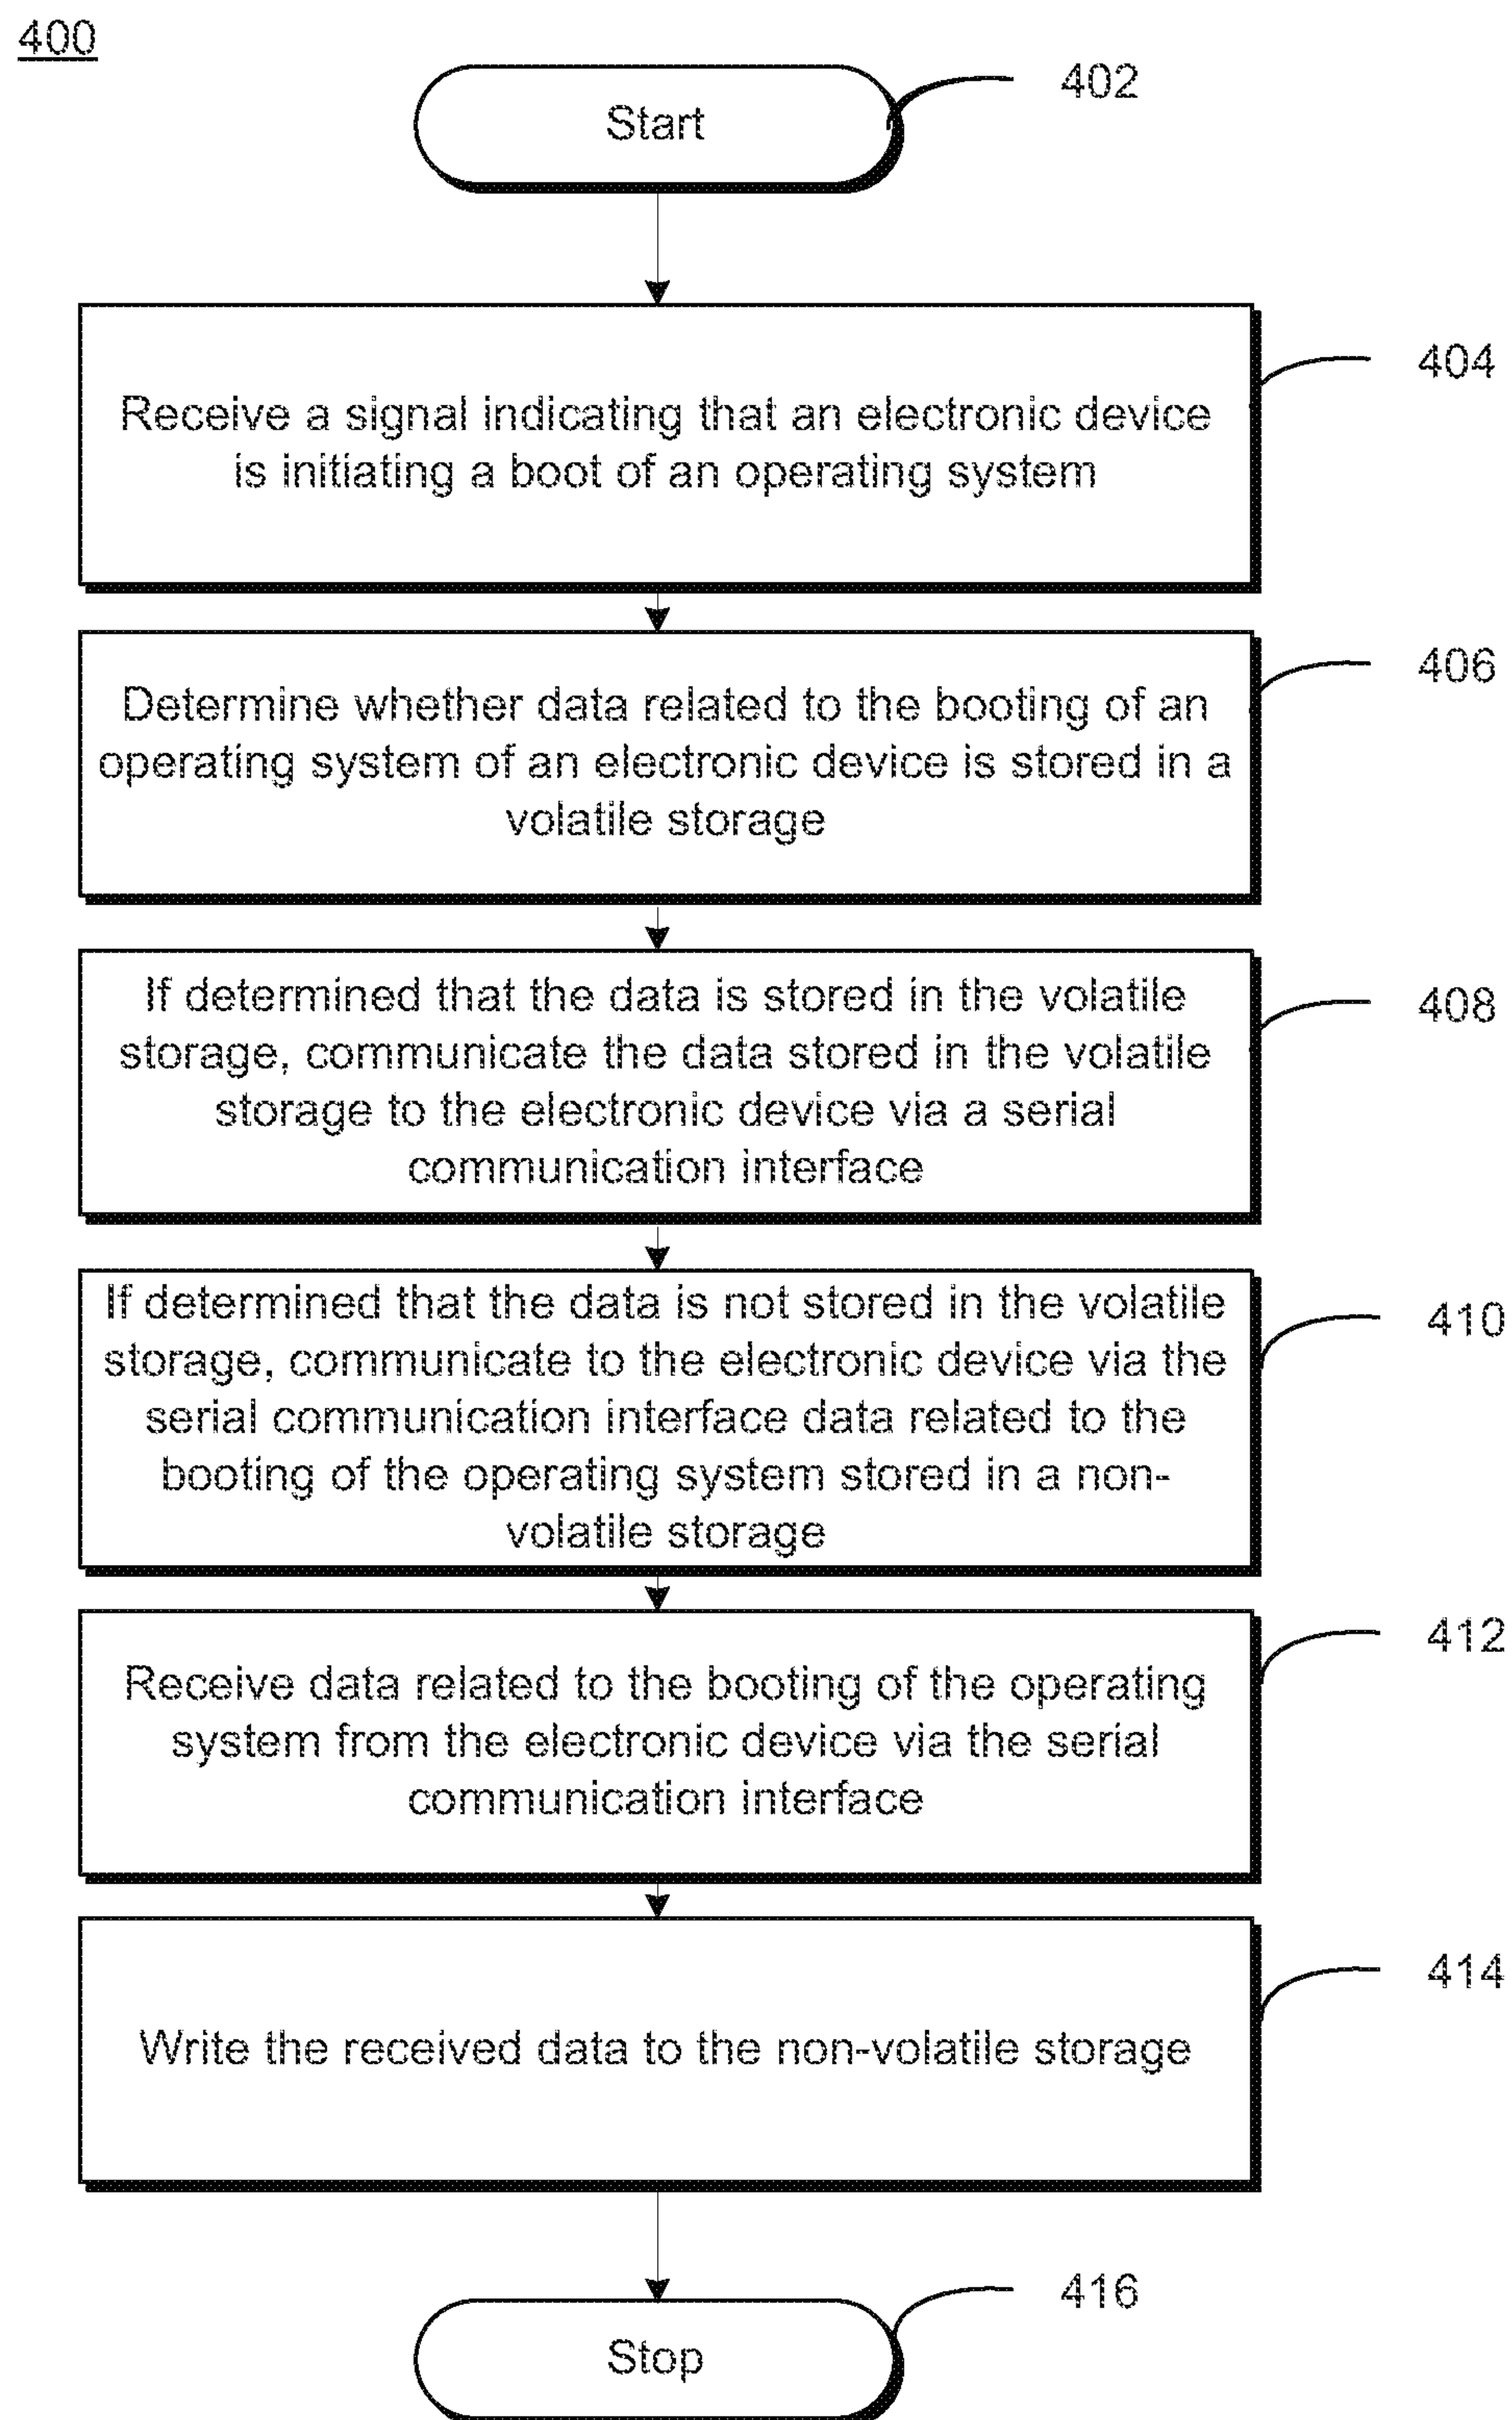 400
Start
402
Receive a signal indicating that an electronic device
is initiating a boot of an operating system
404
Determine whether data related to the booting of an
operating system of an electronic device is stored in a
volatile storage
406
If determined that the data is stored in the volatile
storage, communicate the data stored in the volatile
storage to the electronic device via a serial
communication interface
408
If determined that the data is not stored in the volatile
storage, communicate to the electronic device via the
serial communication interface data related to the
booting of the operating system stored in a non-
volatile storage
410
Receive data related to the booting of the operating
system from the electronic device via the serial
communication interface
412
Write the received data to the non-volatile storage
414
Stop
416